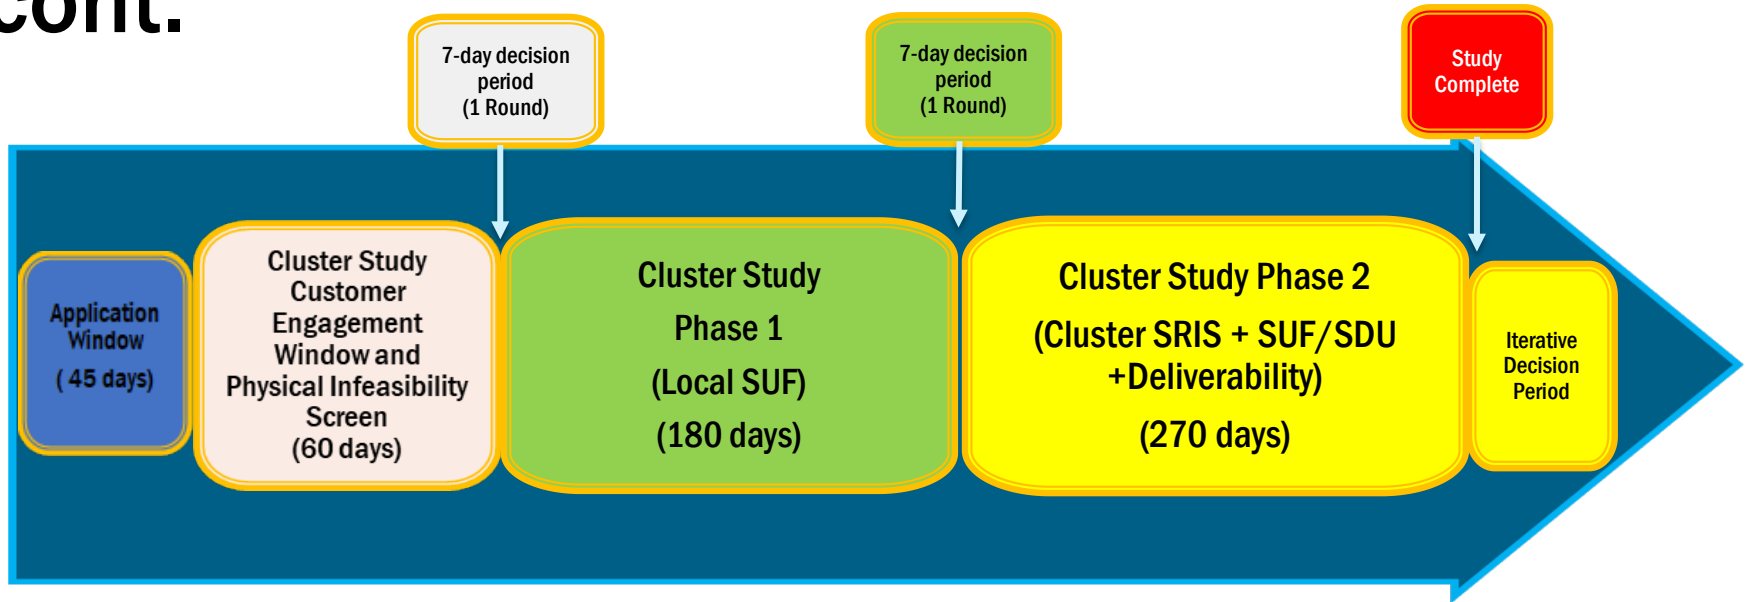 cont.
7-day decision
period
(1 Round)
7-day decision
period
(1 Round)
Study
Complete
Application
Window
( 45 days)
Cluster Study
Customer
Engagement
Window and
Physical Infeasibility
Screen
(60 days)
Cluster Study
Phase 1
(Local SUF)
(180 days)
Cluster Study Phase 2
(Cluster SRIS + SUF/SDU
+Deliverability)
(270 days)
Iterative
Decision
Period